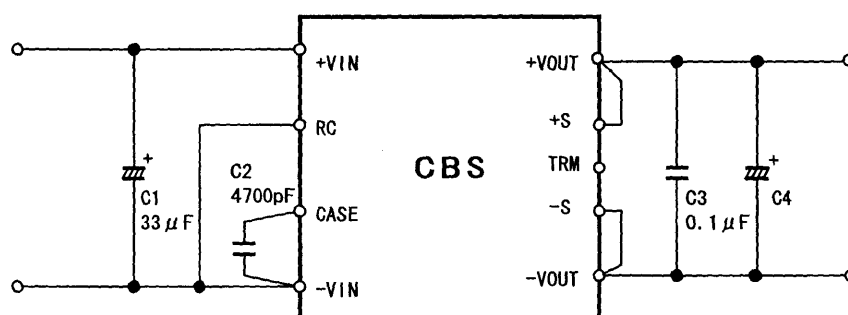 +VIN
+VOUT
RC
+S
C2
4700pF
CBS
TRM
+
C1
33μF
CASE
-S
C3
0.1μF
+
C4
-VIN
-VOUT